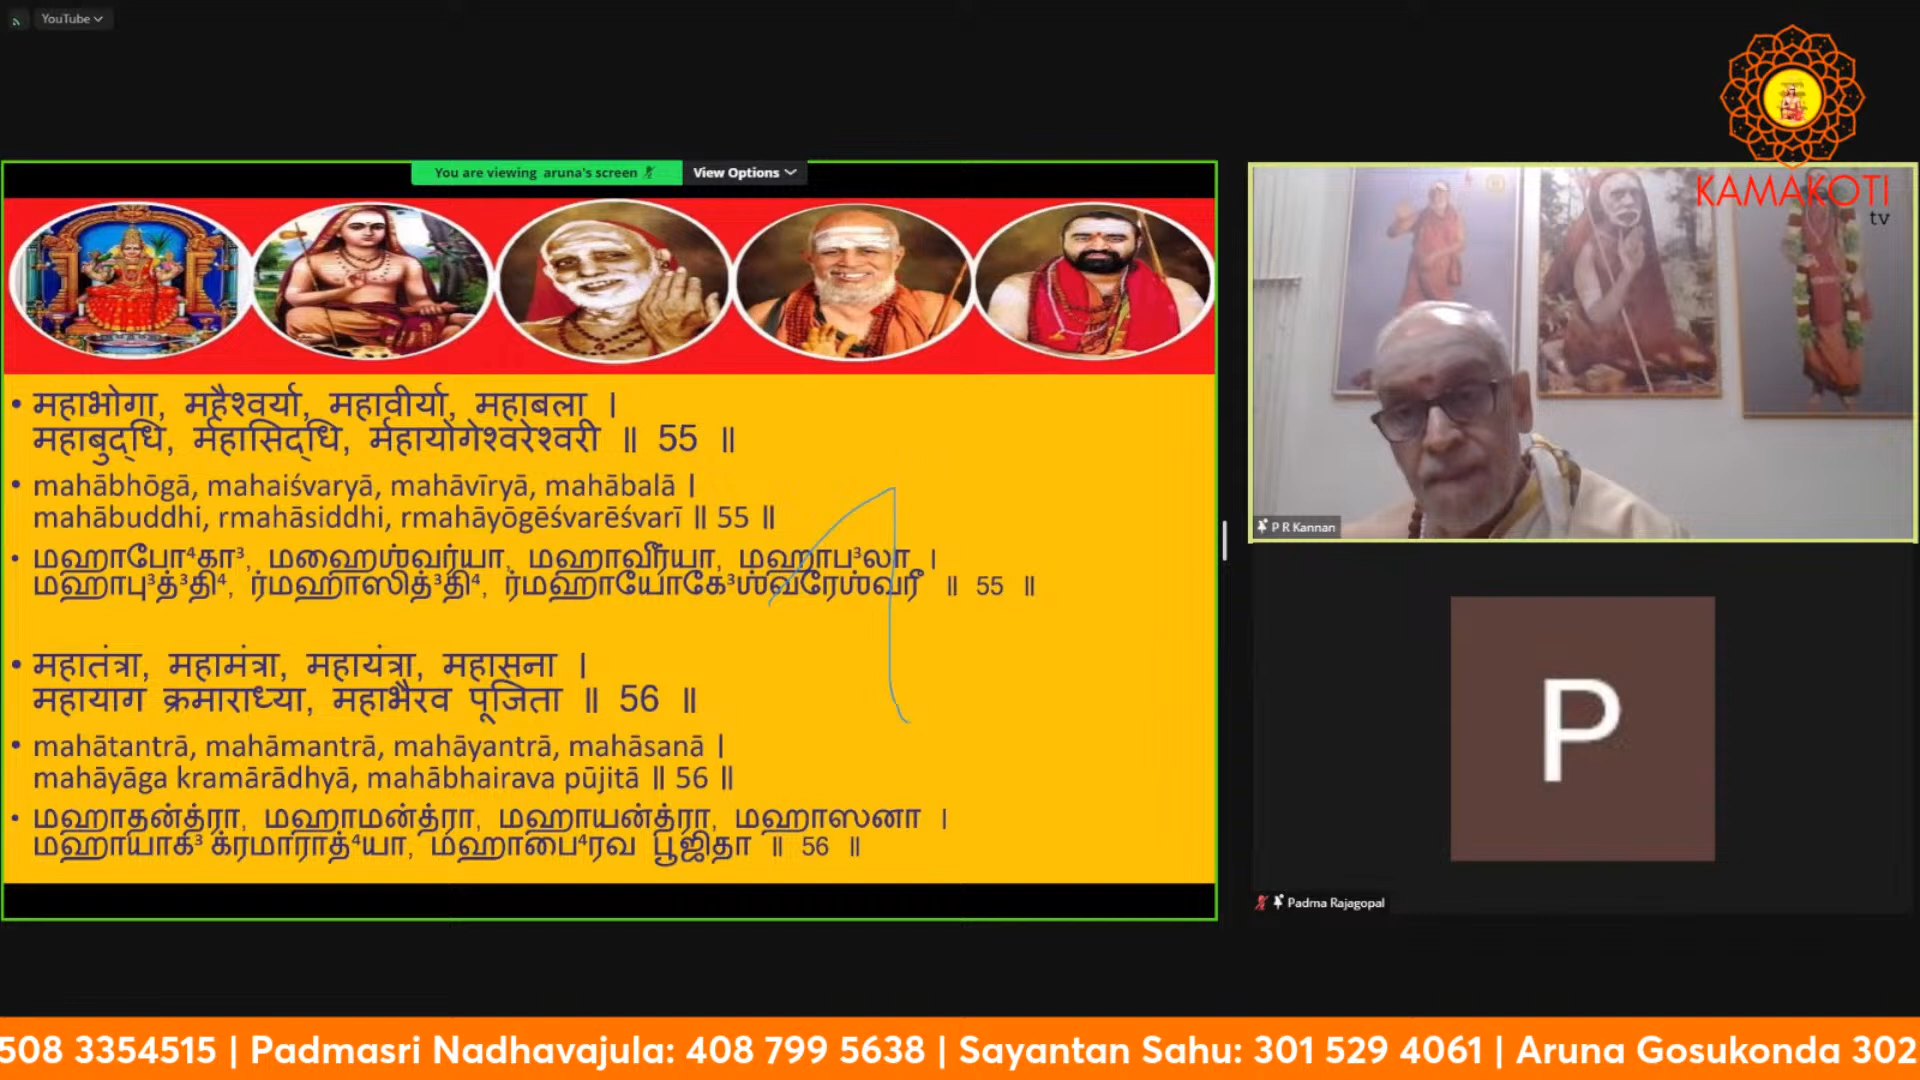 YouTube
KAMAKOTI
tv
You are viewing aruna's screen
View Options
• महाभोगा, महैश्वर्या, महावीर्या, महाबला |
महाबुद्धि, र्महासिद्धि, र्महायोगेश्वरेश्वरी ॥ 55 ॥
• mahābhōgā, mahaiśvaryā, mahāvīryā, mahābalā |
mahābuddhi, rmahāsiddhi, rmahāyōgēśvarēśvarī ॥ 55 ॥
• மஹாபோ⁴கா³, மஹைஶ்வர்யா, மஹாவீர்யா, மஹாப³லா |
மஹாபு³த்³தி⁴, ர்மஹாஸித்³தி⁴, ர்மஹாயோகே³ஶ்வரேஶ்வரீ ॥ 55 ॥
• महातंत्रा, महामंत्रा, महायंत्रा, महासना |
महायाग क्रमाराध्या, महाभैरव पूजिता ॥ 56 ॥
• mahātantrā, mahāmantrā, mahāyantrā, mahāsanā |
mahāyāga kramārādhyā, mahābhairava pūjitā ॥ 56 ॥
• மஹாதன்த்ரா, மஹாமன்த்ரா, மஹாயன்த்ரா, மஹாஸனா |
மஹாயாக³ க்ரமாராத்⁴யா, மஹாபை⁴ரவ பூஜிதா ॥ 56 ॥
P R Kannan
P
Padma Rajagopal
508 3354515 | Padmasri Nadhavajula: 408 799 5638 | Sayantan Sahu: 301 529 4061 | Aruna Gosukonda 302